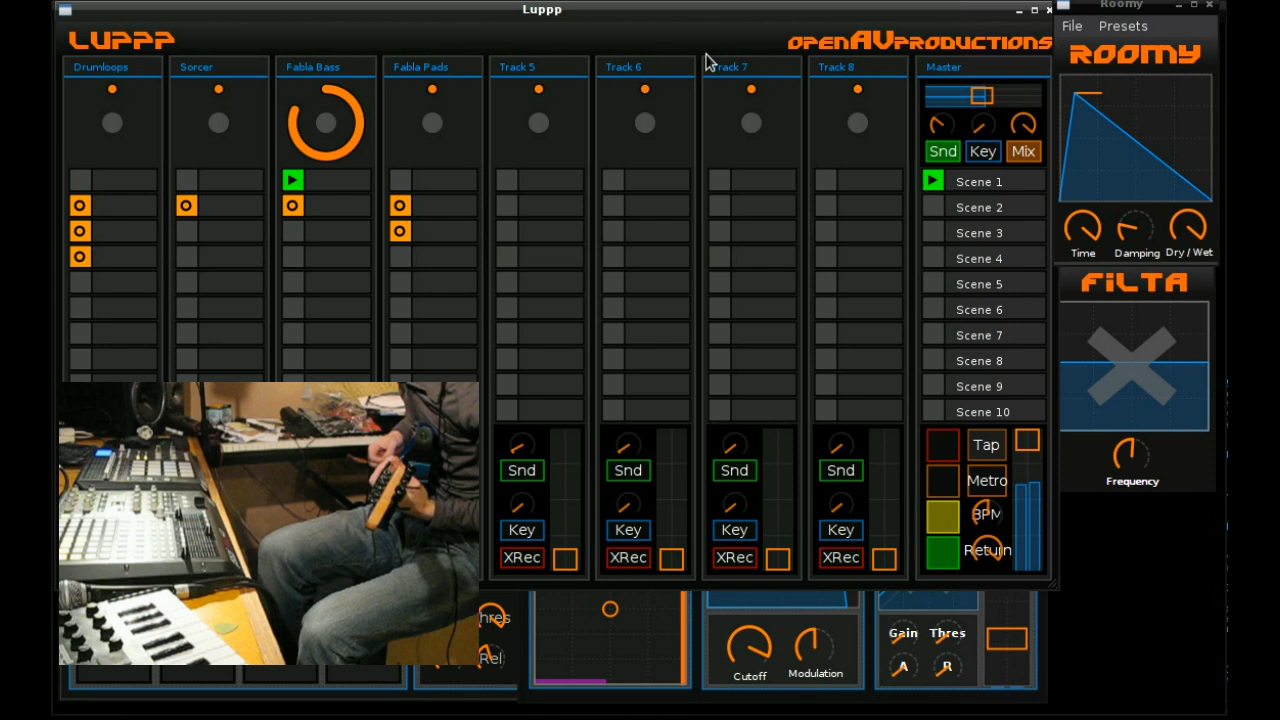 Luppp
Roomy
File Presets
LUPPP
openAVproductions
ROOMY
Drumloops
Sorcer
Fabla Bass
Fabla Pads
Track 5
Track 6
Track 7
Track 8
Master
Snd
Key
Mix
Scene 1
Scene 2
Scene 3
Scene 4
Scene 5
Scene 6
Scene 7
Scene 8
Scene 9
Scene 10
Time
Damping
Dry / Wet
FiLTA
Frequency
Snd
Snd
Snd
Snd
Key
Key
Key
Key
XRec
XRec
XRec
XRec
Tap
Metro
BPM
Return
Rel
Cutoff
Modulation
Gain
Thres
A
R